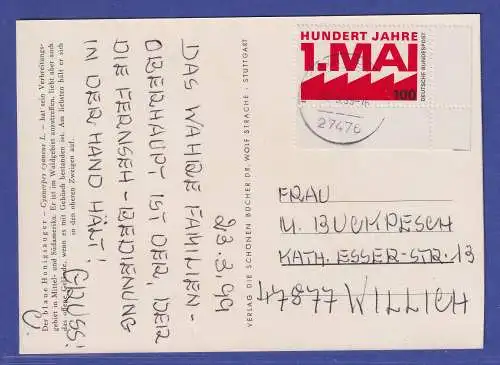 Der blaue Honigsauger - Cyanerpes cyaneus L. - hat sein Verbreitungs-
gebiet in Mittel- und Südamerika. Er ist im Waldgebiet anzutreffen, liebt aber auch
das offene Gelände, wenn es mit Gebüsch bestanden ist. Am liebsten hält er sich
in den oberen Zweigen auf.
23.3.99
DAS WAHRE FAMILIEN-
OBERHAUPT, IST DER, DER
DIE FERNSEH-BEDIENUNG
IN DER HAND HÄLT!
GRUSS!
VERLAG DIE SCHÖNEN BÜCHER DR. WOLF STRACHE · STUTTGART
HUNDERT JAHRE
1.MAI
100
DEUTSCHE BUNDESPOST
27476
FRAU
M. BUCKPESCH
KATH. ESSER-STR. 13
47877 WILLICH